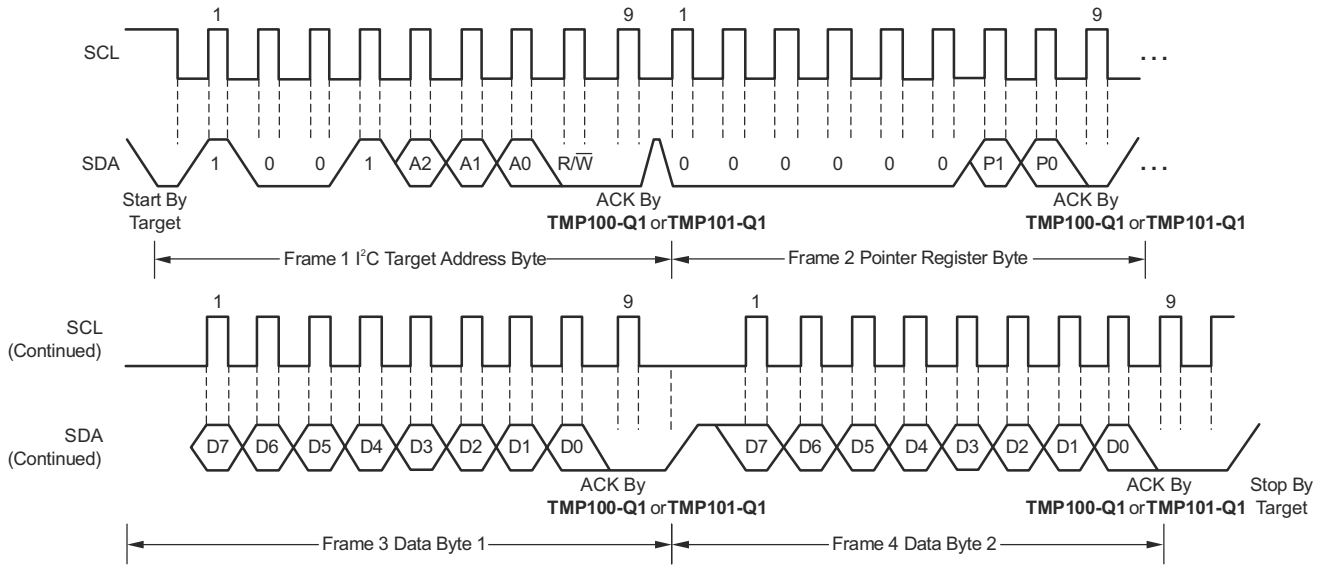 1 9 1 9
SCL ...
SDA 1 0 0 1 A2 A1 A0 R/W̅ 0 0 0 0 0 0 P1 P0 ...
Start By
Target
ACK By
TMP100-Q1 or TMP101-Q1
ACK By
TMP100-Q1 or TMP101-Q1
Frame 1 I²C Target Address Byte
Frame 2 Pointer Register Byte
1 9 1 9
SCL
(Continued)
SDA
(Continued)
D7 D6 D5 D4 D3 D2 D1 D0 D7 D6 D5 D4 D3 D2 D1 D0
ACK By
TMP100-Q1 or TMP101-Q1
ACK By
TMP100-Q1 or TMP101-Q1
Stop By
Target
Frame 3 Data Byte 1
Frame 4 Data Byte 2